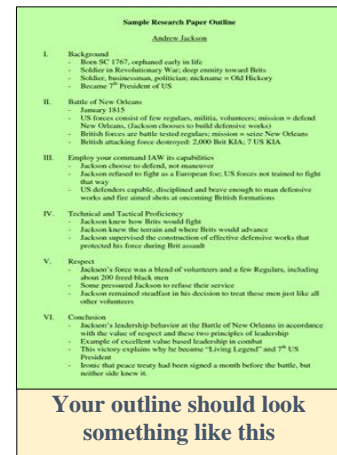 Sample Research Paper Outline
Andrew Jackson
I. Background
- Born SC 1767, orphaned early in life
- Soldier in Revolutionary War; deep enmity toward Brits
- Soldier, businessman, politician; nickname = Old Hickory
- Became 7th President of US
II. Battle of New Orleans
- January 1815
- US forces consist of few regulars, militia, volunteers; mission = defend
New Orleans, (Jackson chooses to build defensive works)
- British forces are battle tested regulars; mission = seize New Orleans
- British attacking force destroyed: 2,000 Brit KIA; 7 US KIA
III. Employ your command IAW its capabilities
- Jackson choose to defend, not maneuver
- Jackson refused to fight as a European foe; US forces not trained to fight
that way
- US defenders capable, disciplined and brave enough to man defensive
works and fire aimed shots at oncoming British formations
IV. Technical and Tactical Proficiency
- Jackson knew how Brits would fight
- Jackson knew the terrain and where Brits would advance
- Jackson supervised the construction of effective defensive works that
protected his force during Brit assault
V. Respect
- Jackson's force was a blend of volunteers and a few Regulars, including
about 200 freed black men
- Some pressured Jackson to refuse their service
- Jackson remained steadfast in his decision to treat these men just like all
other volunteers
VI. Conclusion
- Jackson's leadership behavior at the Battle of New Orleans in accordance
with the value of respect and these two principles of leadership
- Example of excellent value based leadership in combat
- This victory explains why he became "Living Legend" and 7th US
President
- Ironic that peace treaty had been signed a month before the battle, but
neither side knew it.
Your outline should look
something like this